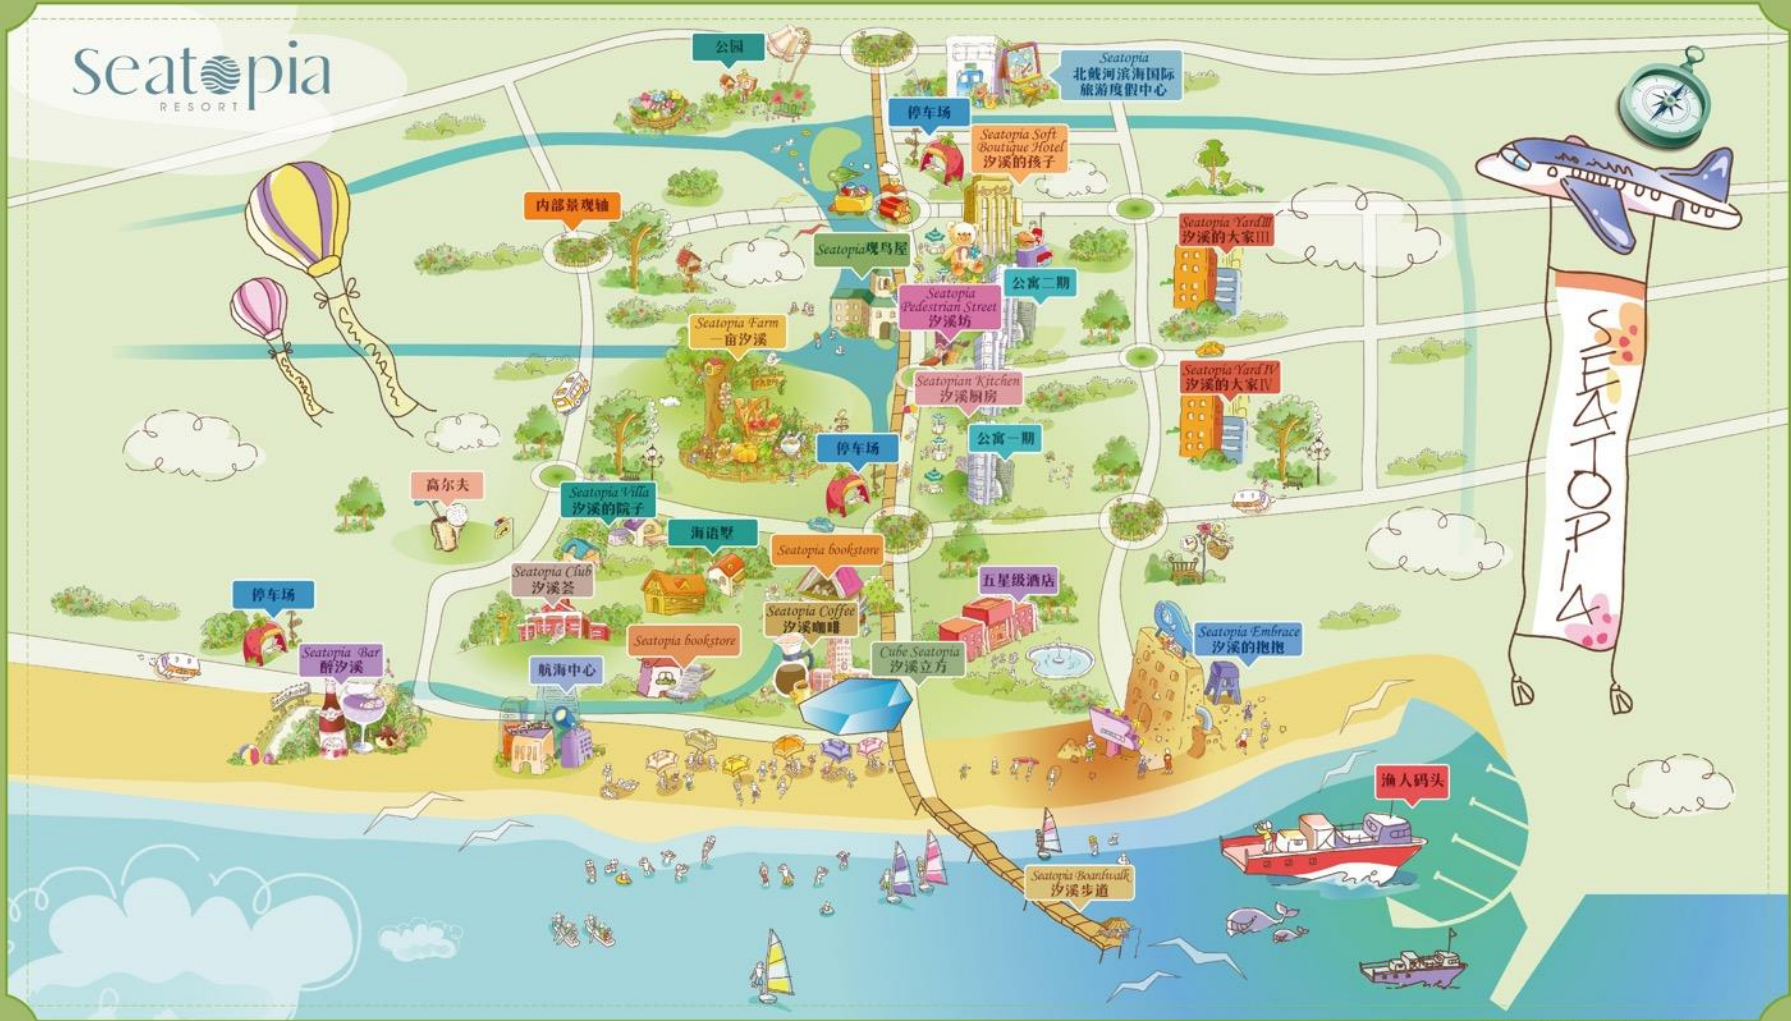 Seatopia
RESORT
公园
Seatopia
北戴河滨海国际
旅游度假中心
停车场
Seatopia Soft
Boutique Hotel
汐溪的孩子
内部景观轴
Seatopia Yard III
汐溪的大家III
Seatopia观鸟屋
公寓二期
Seatopia
Pedestrian Street
汐溪坊
Seatopia Farm
一亩汐溪
Seatopian Kitchen
汐溪厨房
Seatopia Yard IV
汐溪的大家IV
公寓一期
停车场
高尔夫
Seatopia Villa
汐溪的院子
海语墅
Seatopia bookstore
Seatopia Club
汐溪荟
五星级酒店
停车场
Seatopia Coffee
汐溪咖啡
Seatopia bookstore
Seatopia Embrace
汐溪的抱抱
Seatopia Bar
醉汐溪
航海中心
Cube Seatopia
汐溪立方
渔人码头
Seatopia Boardwalk
汐溪步道
SEATOPIA